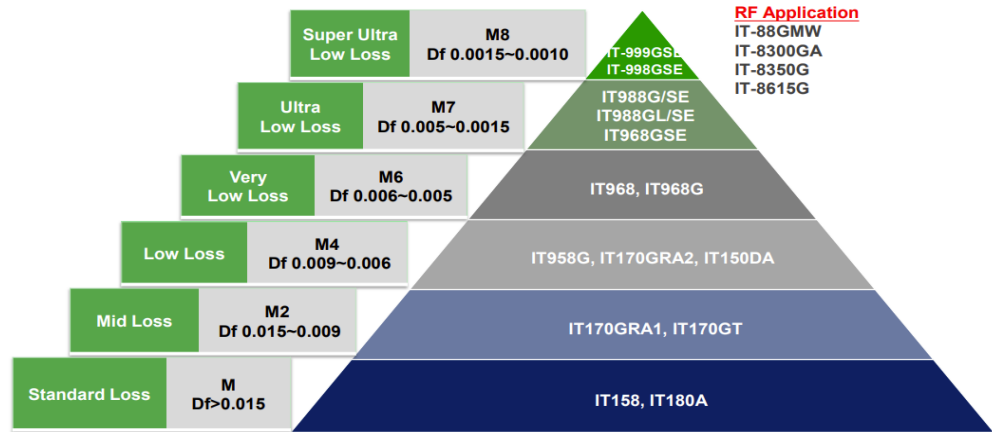 RF Application
IT-88GMW
IT-8300GA
IT-8350G
IT-8615G
Super Ultra
Low Loss
M8
Df 0.0015~0.0010
IT-999GSE
IT-998GSE
Ultra
Low Loss
M7
Df 0.005~0.0015
IT988G/SE
IT988GL/SE
IT968GSE
Very
Low Loss
M6
Df 0.006~0.005
IT968, IT968G
Low Loss
M4
Df 0.009~0.006
IT958G, IT170GRA2, IT150DA
Mid Loss
M2
Df 0.015~0.009
IT170GRA1, IT170GT
Standard Loss
M
Df>0.015
IT158, IT180A